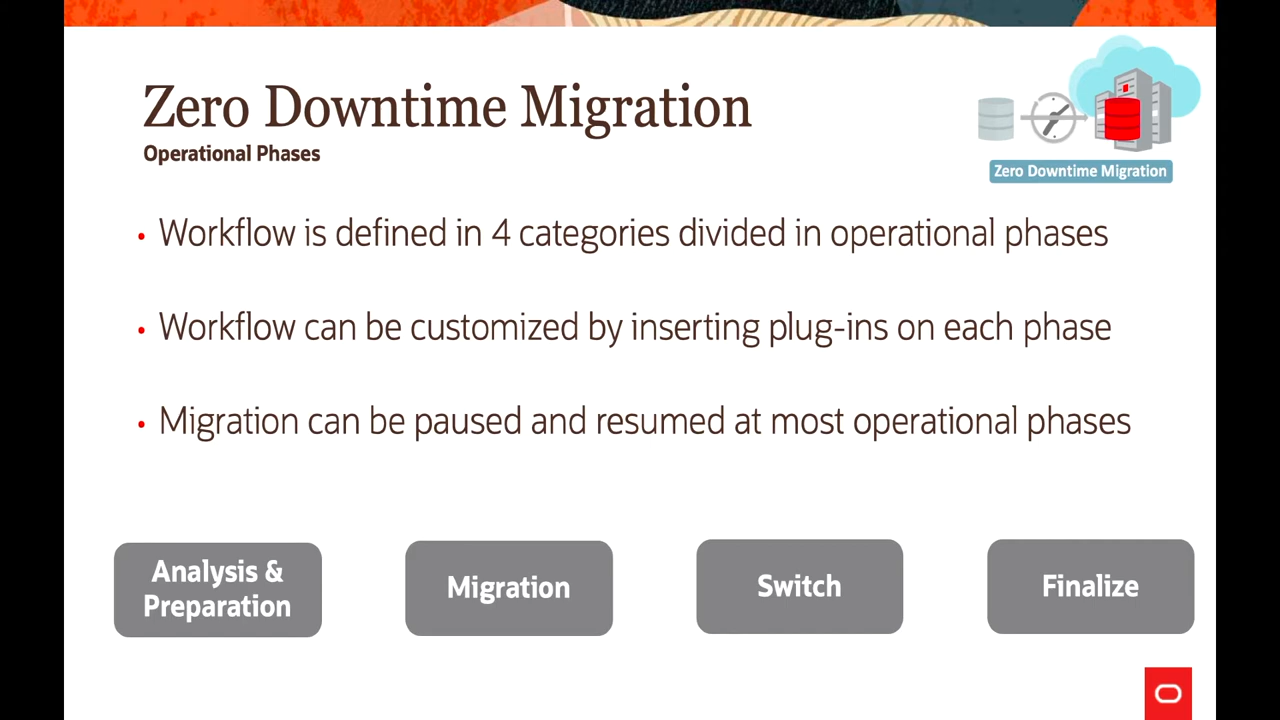 Zero Downtime Migration
Operational Phases
Zero Downtime Migration
• Workflow is defined in 4 categories divided in operational phases
• Workflow can be customized by inserting plug-ins on each phase
• Migration can be paused and resumed at most operational phases
Analysis &
Preparation
Migration
Switch
Finalize